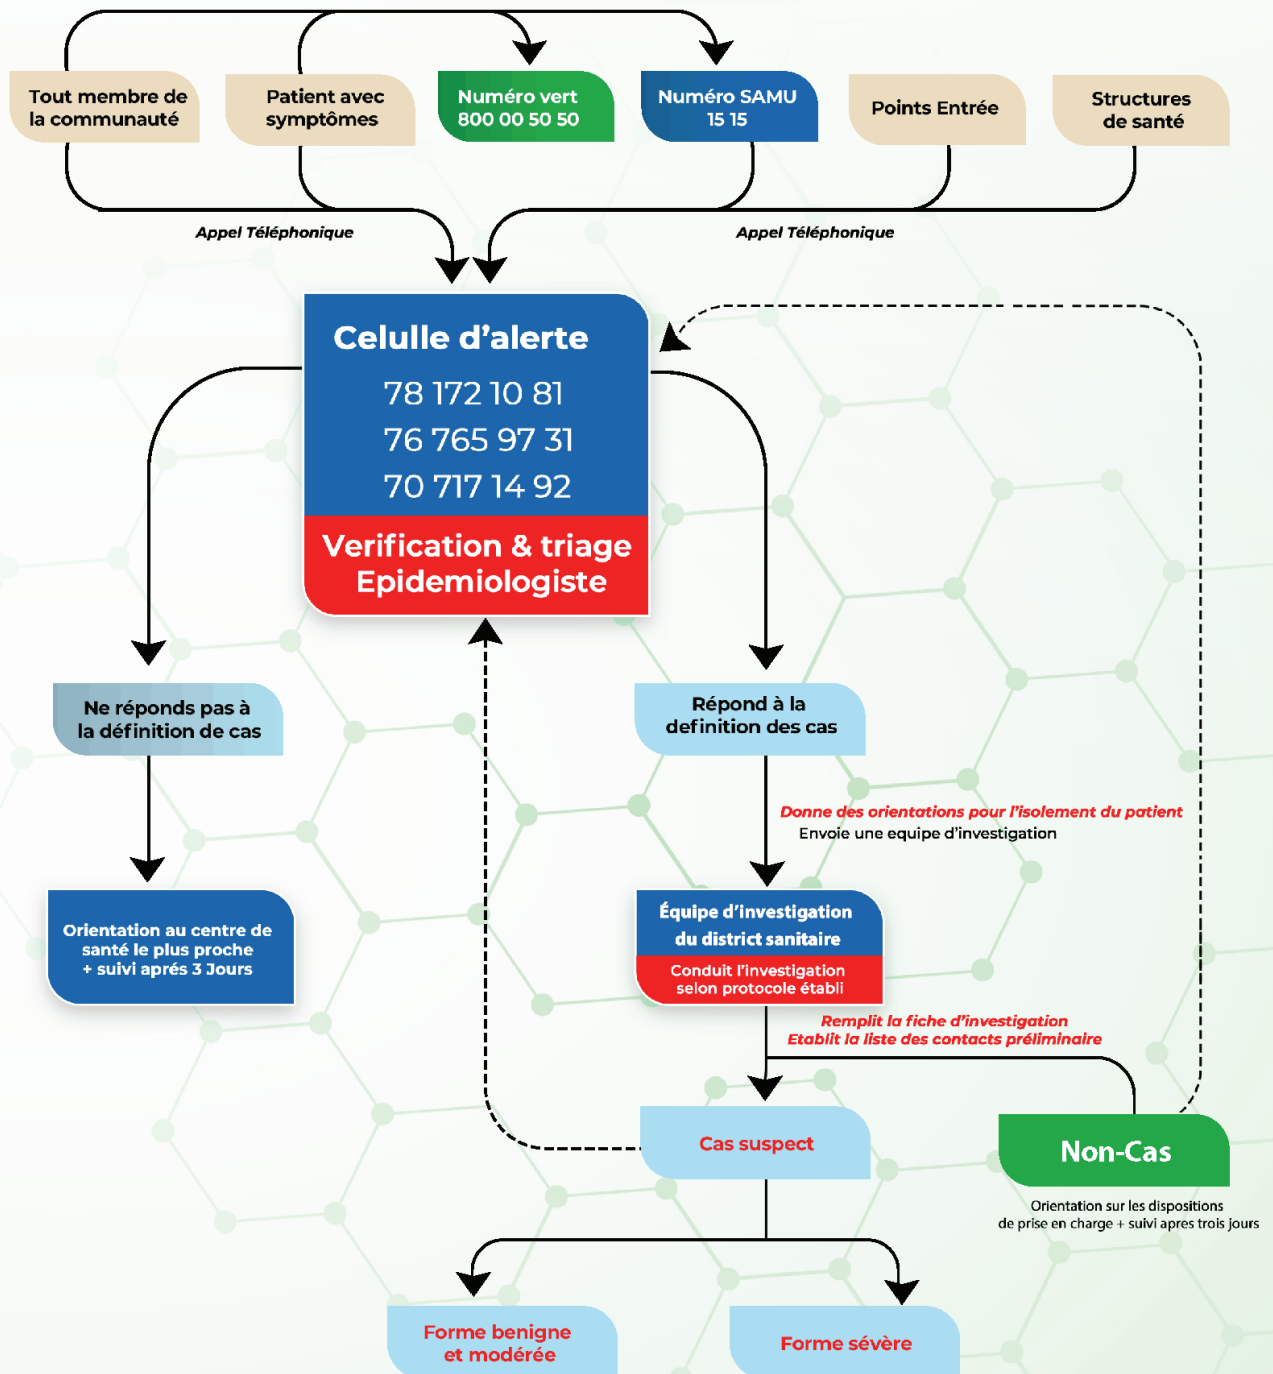 Tout membre de
la communauté
Patient avec
symptômes
Numéro vert
800 00 50 50
Numéro SAMU
15 15
Points Entrée
Structures
de santé
Appel Téléphonique
Appel Téléphonique
Celulle d'alerte
78 172 10 81
76 765 97 31
70 717 14 92
Verification & triage
Epidemiologiste
Ne réponds pas à
la définition de cas
Répond à la
definition des cas
Donne des orientations pour l'isolement du patient
Envoie une equipe d'investigation
Orientation au centre de
santé le plus proche
+ suivi aprés 3 Jours
Équipe d'investigation
du district sanitaire
Conduit l'investigation
selon protocole établi
Remplit la fiche d'investigation
Etablit la liste des contacts préliminaire
Cas suspect
Non-Cas
Orientation sur les dispositions
de prise en charge + suivi apres trois jours
Forme benigne
et modérée
Forme sévère